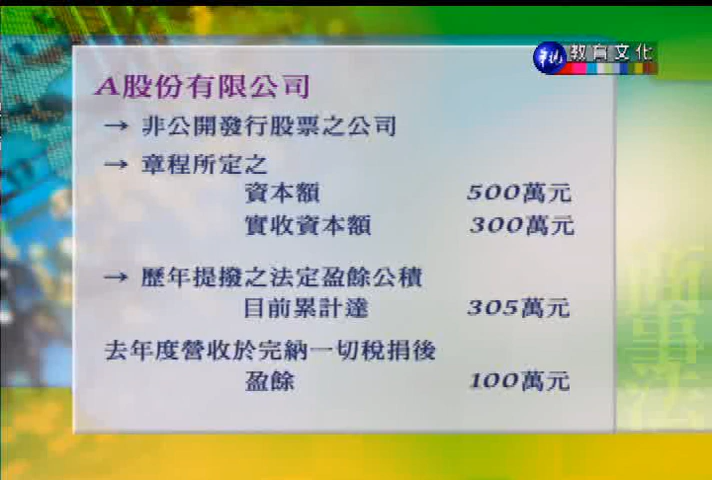 教育文化
A股份有限公司
→ 非公開發行股票之公司
→ 章程所定之
資本額 500萬元
實收資本額 300萬元
→ 歷年提撥之法定盈餘公積
目前累計達 305萬元
去年度營收於完納一切稅捐後
盈餘 100萬元
商事法